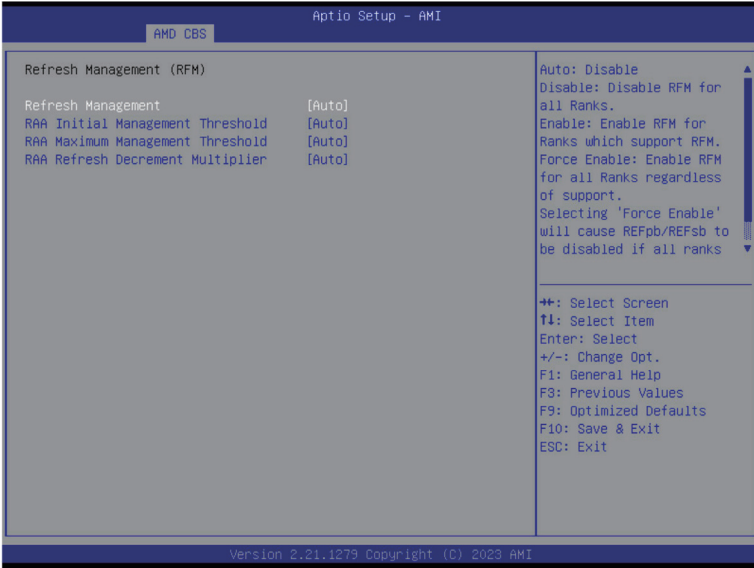 Aptio Setup – AMI
AMD CBS
Refresh Management (RFM)
Refresh Management [Auto]
RAA Initial Management Threshold [Auto]
RAA Maximum Management Threshold [Auto]
RAA Refresh Decrement Multiplier [Auto]
Auto: Disable
Disable: Disable RFM for
all Ranks.
Enable: Enable RFM for
Ranks which support RFM.
Force Enable: Enable RFM
for all Ranks regardless
of support.
Selecting 'Force Enable'
will cause REFpb/REFsb to
be disabled if all ranks
→←: Select Screen
↑↓: Select Item
Enter: Select
+/-: Change Opt.
F1: General Help
F3: Previous Values
F9: Optimized Defaults
F10: Save & Exit
ESC: Exit
Version 2.21.1279 Copyright (C) 2023 AMI